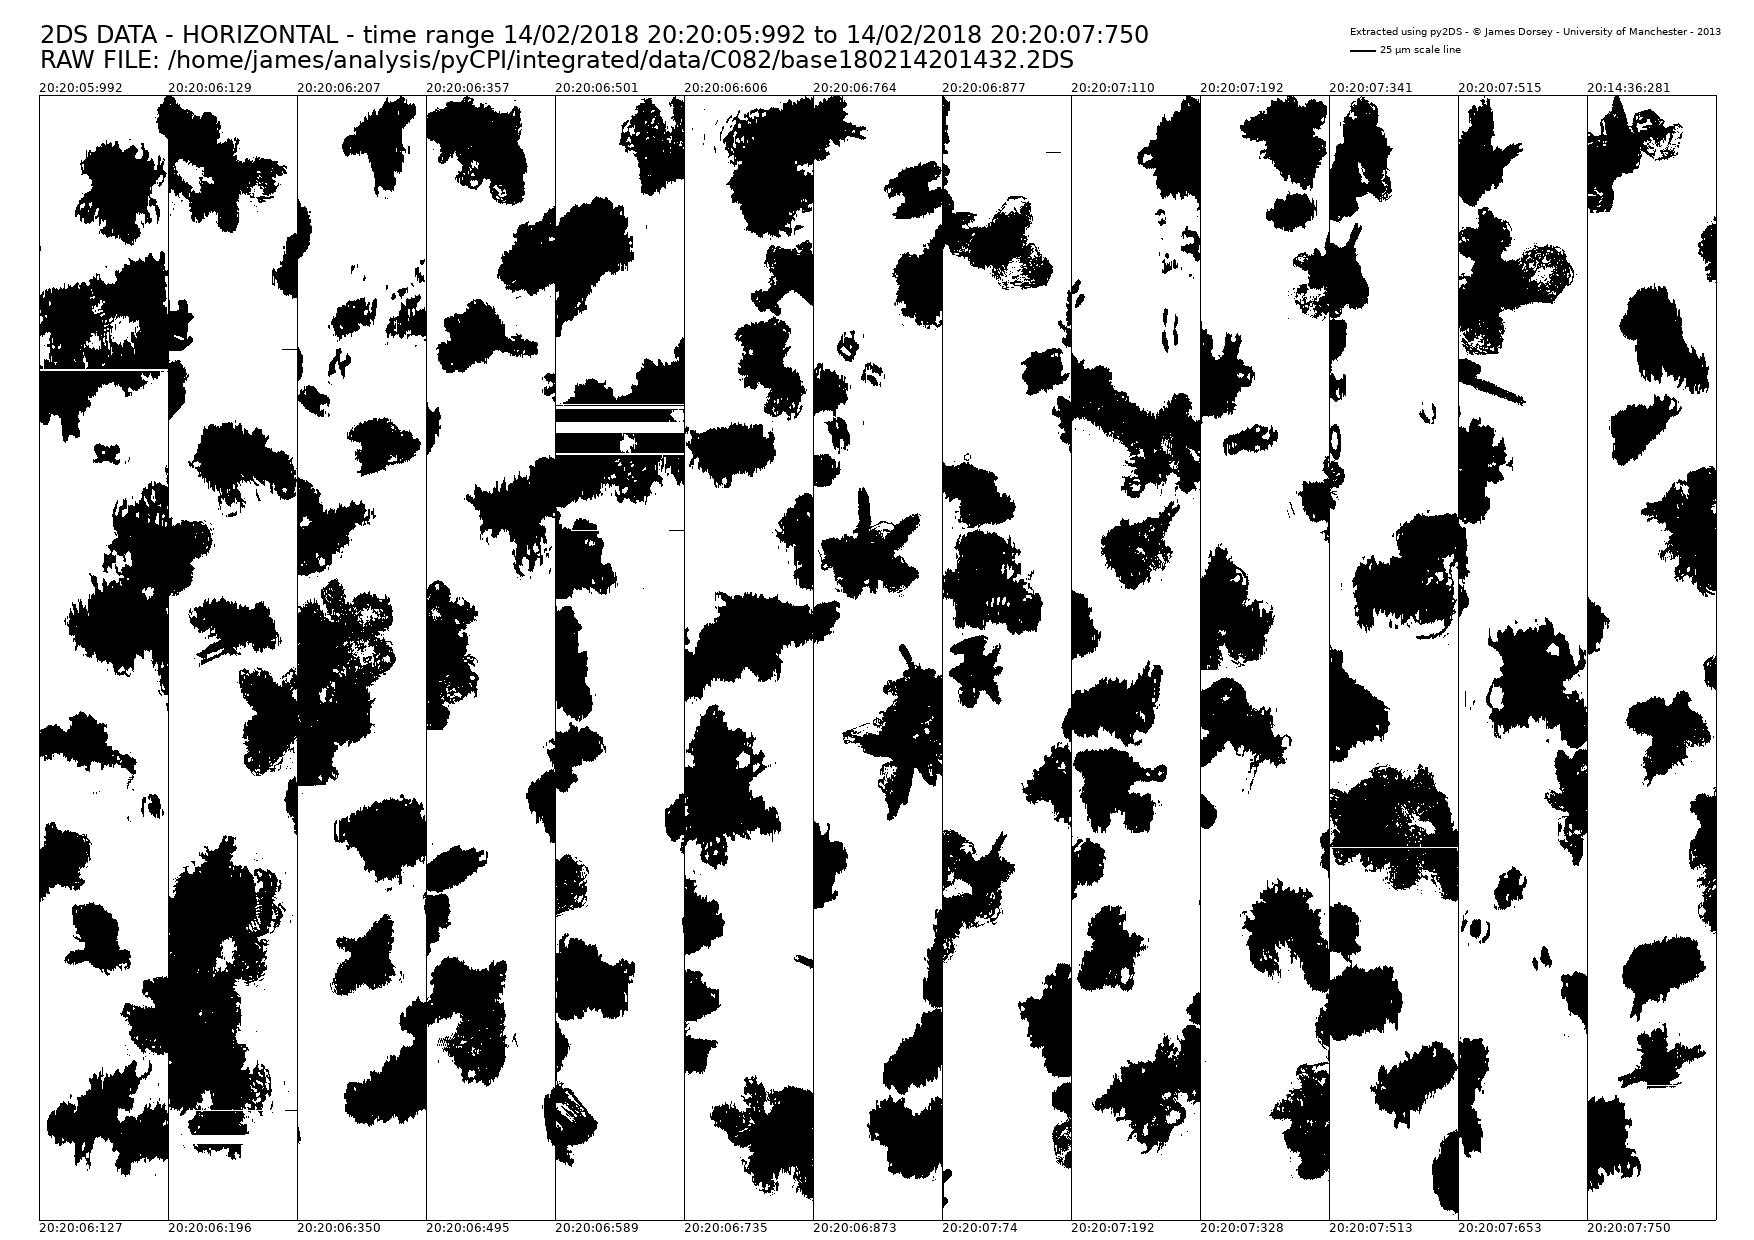 2DS DATA - HORIZONTAL - time range 14/02/2018 20:20:05:992 to 14/02/2018 20:20:07:750
RAW FILE: /home/james/analysis/pyCPI/integrated/data/C082/base180214201432.2DS
Extracted using py2DS - © James Dorsey - University of Manchester - 2013
25 μm scale line
20:20:05:992 20:20:06:129 20:20:06:207 20:20:06:357 20:20:06:501 20:20:06:606 20:20:06:764 20:20:06:877 20:20:07:110 20:20:07:192 20:20:07:341 20:20:07:515 20:14:36:281
20:20:06:127 20:20:06:196 20:20:06:350 20:20:06:495 20:20:06:589 20:20:06:735 20:20:06:873 20:20:07:74 20:20:07:192 20:20:07:328 20:20:07:513 20:20:07:653 20:20:07:750